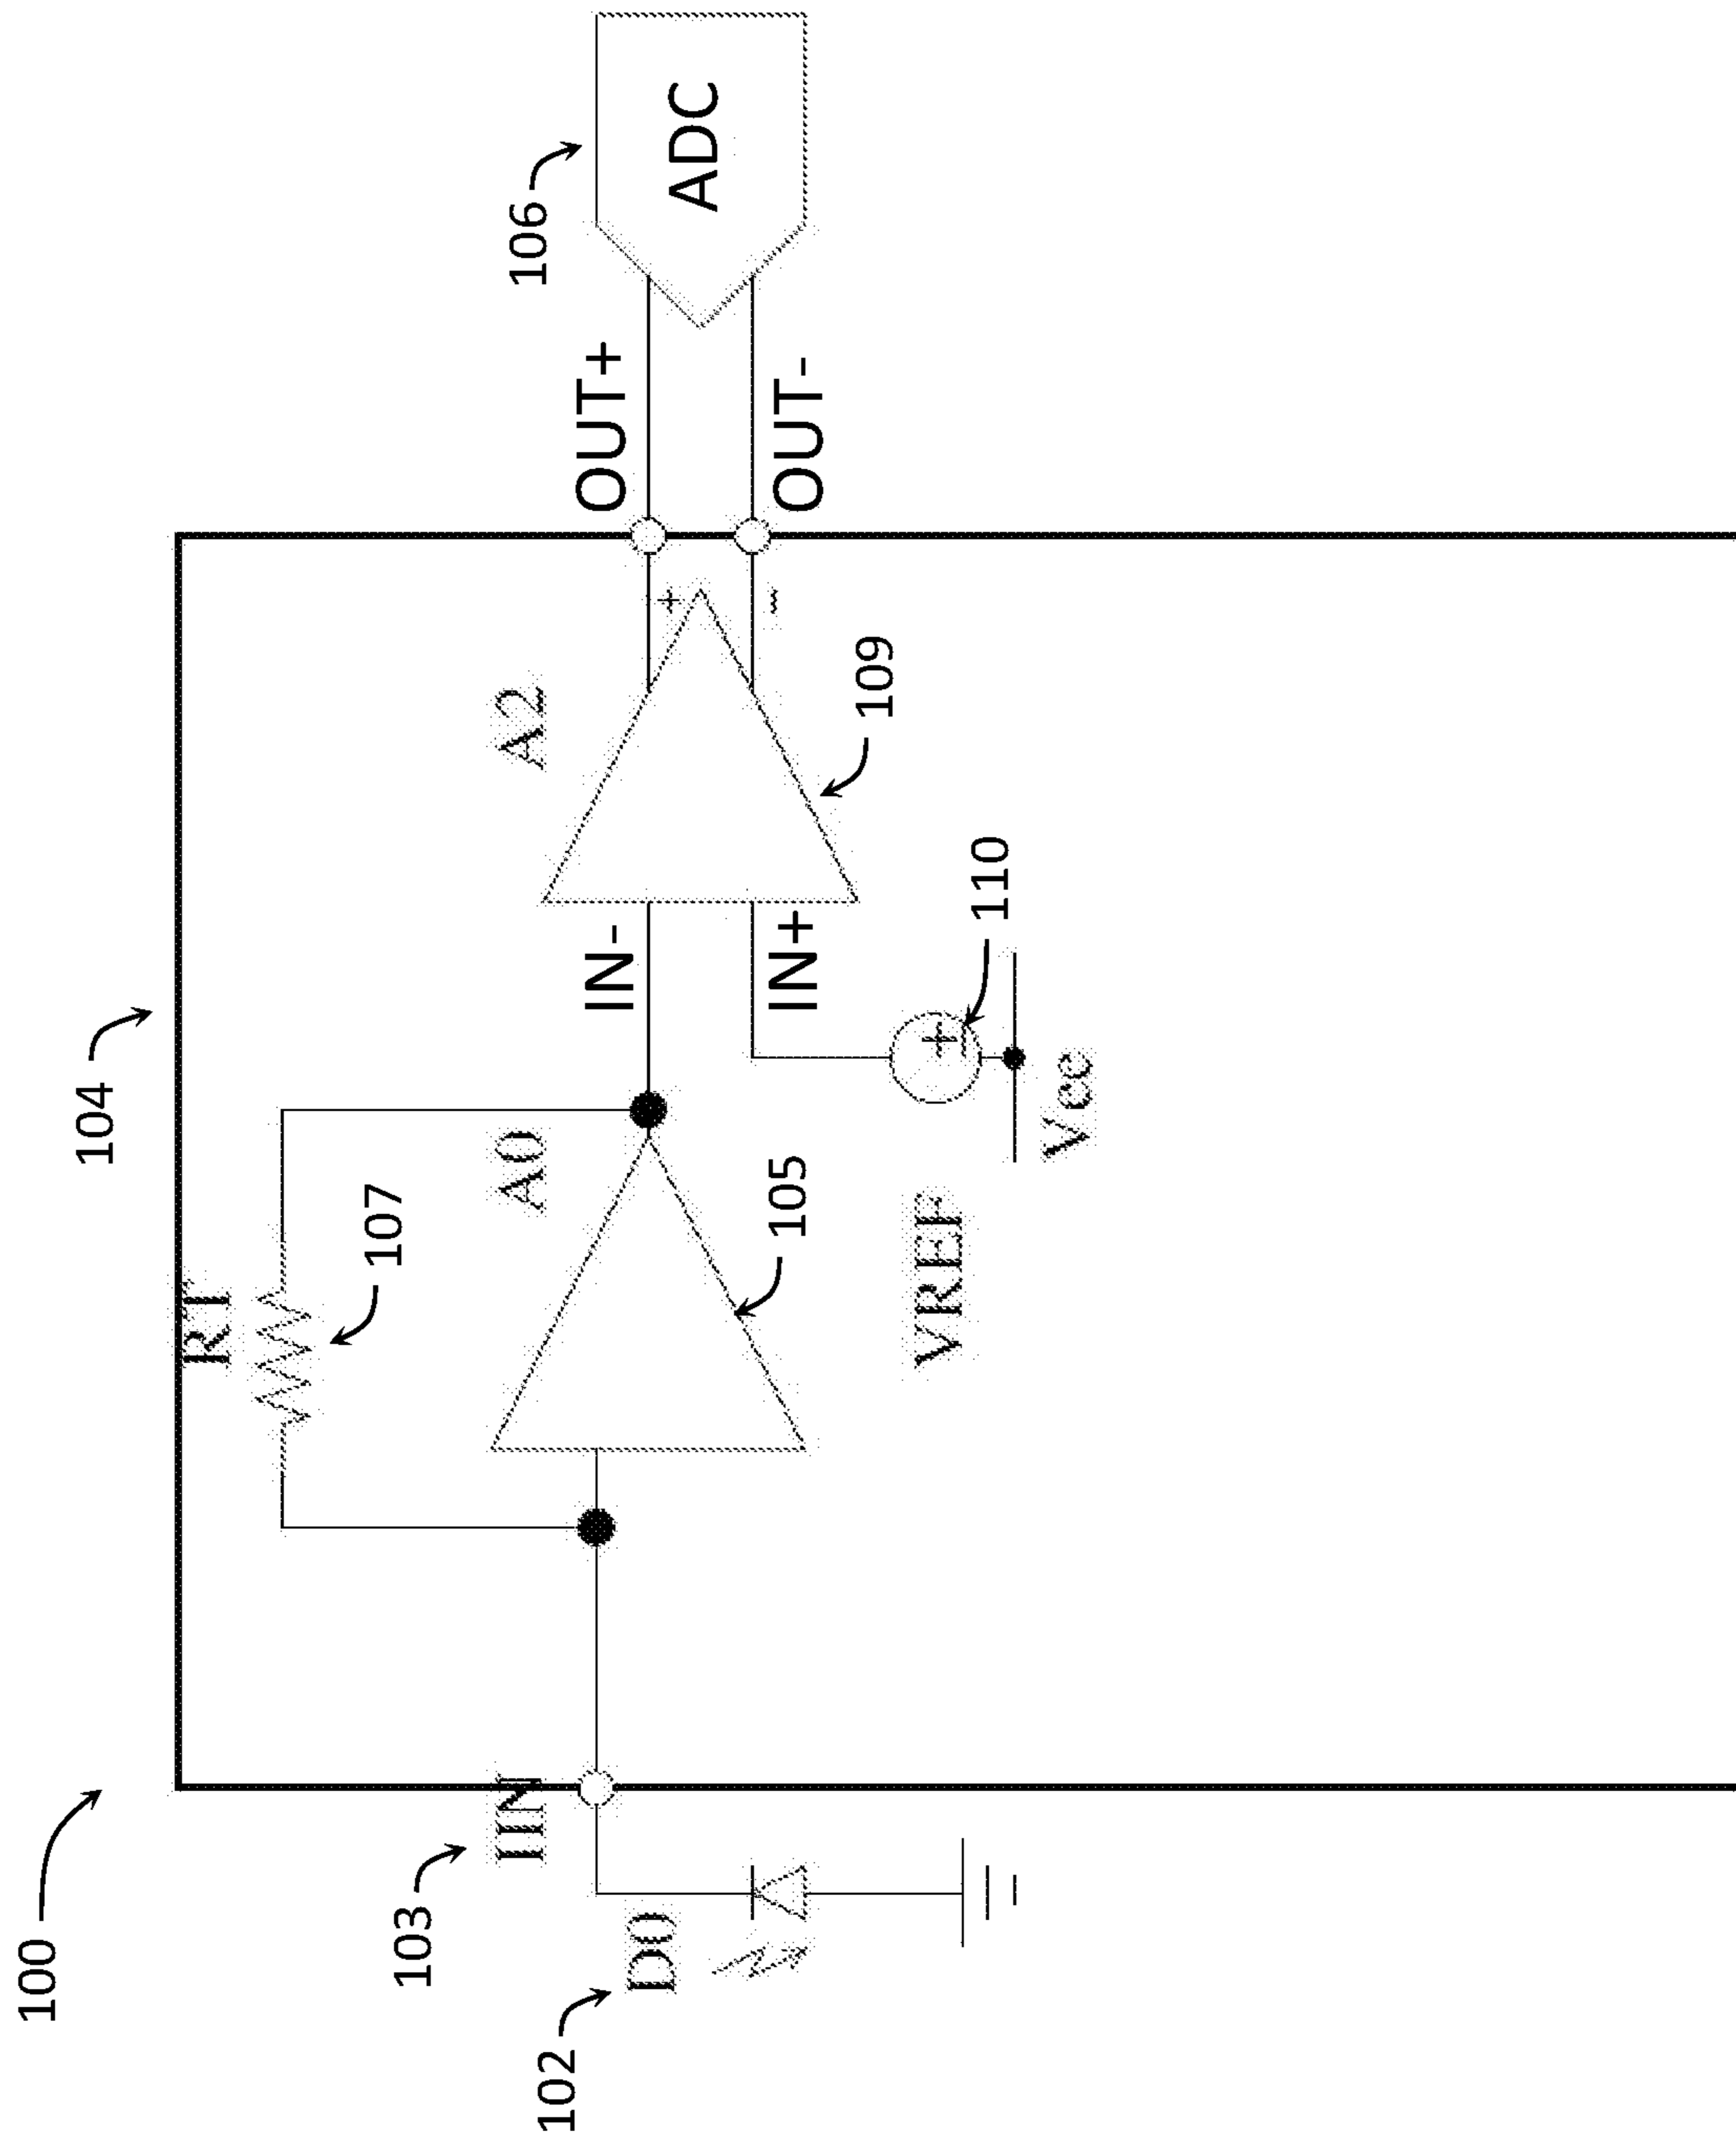 100
104
RT
107
103
IIN
102
D0
A0
105
VREF
Vcc
110
IN-
IN+
A2
109
+
-
OUT+
OUT-
106
ADC